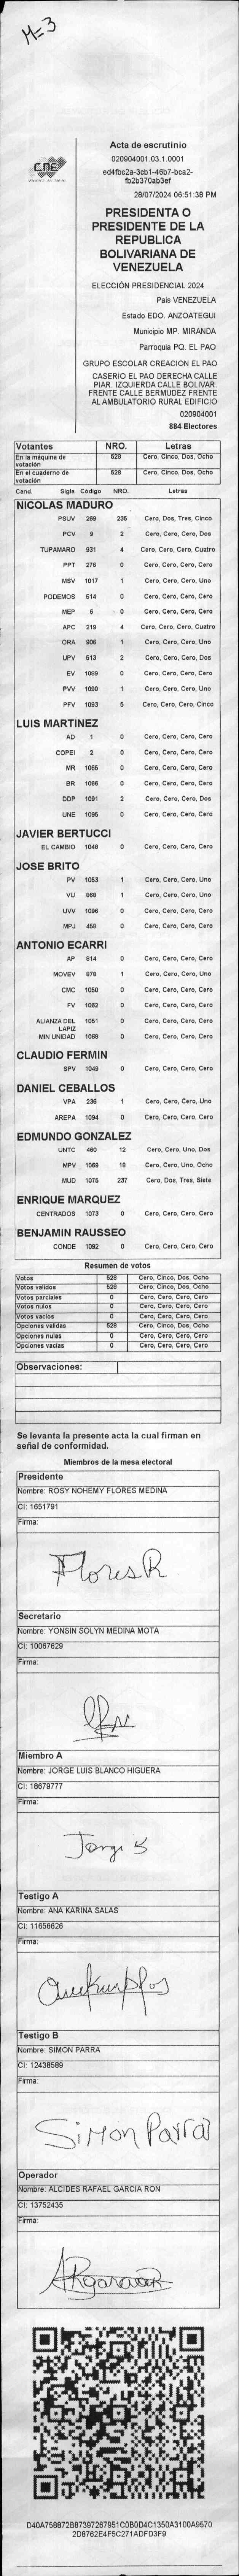 M=3
CNE
Acta de escrutinio
020904001.03.1.0001
ed4fbc2a-3cb1-46b7-bca2-
fb2b370ab3ef
28/07/2024 06:51:38 PM
PRESIDENTA O
PRESIDENTE DE LA
REPUBLICA
BOLIVARIANA DE
VENEZUELA
ELECCIÓN PRESIDENCIAL 2024
Pais VENEZUELA
Estado EDO. ANZOATEGUI
Municipio MP. MIRANDA
Parroquia PQ. EL PAO
GRUPO ESCOLAR CREACION EL PAO
CASERIO EL PAO DERECHA CALLE
PIAR. IZQUIERDA CALLE BOLIVAR.
FRENTE CALLE BERMUDEZ FRENTE
AL AMBULATORIO RURAL EDIFICIO
020904001
884 Electores
Votantes NRO. Letras
En la máquina de votación 528 Cero, Cinco, Dos, Ocho
En el cuaderno de votación 528 Cero, Cinco, Dos, Ocho
Cand. Sigla Código NRO. Letras
NICOLAS MADURO
PSUV 269 235 Cero, Dos, Tres, Cinco
PCV 9 2 Cero, Cero, Cero, Dos
TUPAMARO 931 4 Cero, Cero, Cero, Cuatro
PPT 276 0 Cero, Cero, Cero, Cero
MSV 1017 1 Cero, Cero, Cero, Uno
PODEMOS 514 0 Cero, Cero, Cero, Cero
MEP 6 0 Cero, Cero, Cero, Cero
APC 219 4 Cero, Cero, Cero, Cuatro
ORA 906 1 Cero, Cero, Cero, Uno
UPV 513 2 Cero, Cero, Cero, Dos
EV 1089 0 Cero, Cero, Cero, Cero
PVV 1090 1 Cero, Cero, Cero, Uno
PFV 1093 5 Cero, Cero, Cero, Cinco
LUIS MARTINEZ
AD 1 0 Cero, Cero, Cero, Cero
COPEI 2 0 Cero, Cero, Cero, Cero
MR 1065 0 Cero, Cero, Cero, Cero
BR 1066 0 Cero, Cero, Cero, Cero
DDP 1091 2 Cero, Cero, Cero, Dos
UNE 1095 0 Cero, Cero, Cero, Cero
JAVIER BERTUCCI
EL CAMBIO 1048 0 Cero, Cero, Cero, Cero
JOSE BRITO
PV 1053 1 Cero, Cero, Cero, Uno
VU 868 1 Cero, Cero, Cero, Uno
UVV 1096 0 Cero, Cero, Cero, Cero
MPJ 458 0 Cero, Cero, Cero, Cero
ANTONIO ECARRI
AP 814 0 Cero, Cero, Cero, Cero
MOVEV 878 1 Cero, Cero, Cero, Uno
CMC 1050 0 Cero, Cero, Cero, Cero
FV 1062 0 Cero, Cero, Cero, Cero
ALIANZA DEL LAPIZ 1051 0 Cero, Cero, Cero, Cero
MIN UNIDAD 1069 0 Cero, Cero, Cero, Cero
CLAUDIO FERMIN
SPV 1049 0 Cero, Cero, Cero, Cero
DANIEL CEBALLOS
VPA 236 1 Cero, Cero, Cero, Uno
AREPA 1094 0 Cero, Cero, Cero, Cero
EDMUNDO GONZALEZ
UNTC 460 12 Cero, Cero, Uno, Dos
MPV 1069 18 Cero, Cero, Uno, Ocho
MUD 1075 237 Cero, Dos, Tres, Siete
ENRIQUE MARQUEZ
CENTRADOS 1073 0 Cero, Cero, Cero, Cero
BENJAMIN RAUSSEO
CONDE 1092 0 Cero, Cero, Cero, Cero
Resumen de votos
Votos 528 Cero, Cinco, Dos, Ocho
Votos validos 528 Cero, Cinco, Dos, Ocho
Votos parciales 0 Cero, Cero, Cero, Cero
Votos nulos 0 Cero, Cero, Cero, Cero
Votos vacios 0 Cero, Cero, Cero, Cero
Opciones validas 528 Cero, Cinco, Dos, Ocho
Opciones nulas 0 Cero, Cero, Cero, Cero
Opciones vacias 0 Cero, Cero, Cero, Cero
Observaciones:
Se levanta la presente acta la cual firman en
señal de conformidad.
Miembros de la mesa electoral
Presidente
Nombre: ROSY NOHEMY FLORES MEDINA
CI: 1651791
Firma:
Flores R
Secretario
Nombre: YONSIN SOLYN MEDINA MOTA
CI: 10067629
Firma:
Miembro A
Nombre: JORGE LUIS BLANCO HIGUERA
CI: 18679777
Firma:
Testigo A
Nombre: ANA KARINA SALAS
CI: 11656626
Firma:
Testigo B
Nombre: SIMON PARRA
CI: 12438589
Firma:
Simon Parra
Operador
Nombre: ALCIDES RAFAEL GARCIA RON
CI: 13752435
Firma:
D40A758872B87397267951C0B0D4C1350A3100A9570
2D8762E4F5C271ADFD3F9